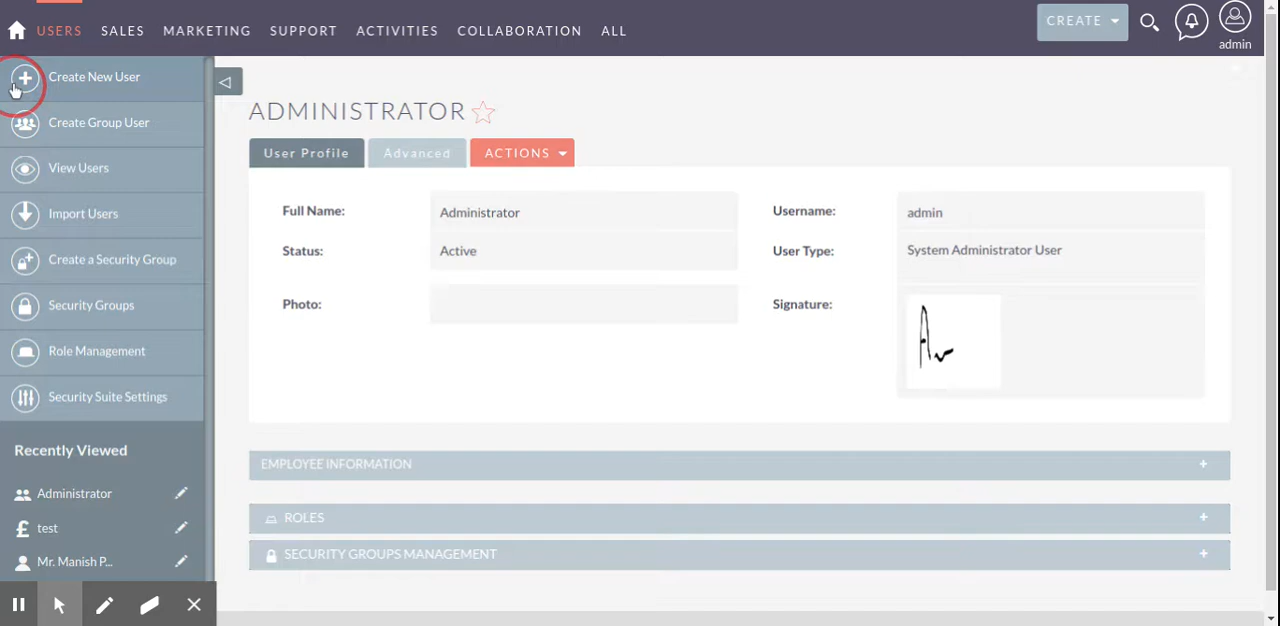 USERS SALES MARKETING SUPPORT ACTIVITIES COLLABORATION ALL CREATE
admin
Create New User
Create Group User
View Users
Import Users
Create a Security Group
Security Groups
Role Management
Security Suite Settings
Recently Viewed
Administrator
test
Mr. Manish P...
ADMINISTRATOR
User Profile Advanced ACTIONS
Full Name: Administrator Username: admin
Status: Active User Type: System Administrator User
Photo: Signature:
EMPLOYEE INFORMATION
ROLES
SECURITY GROUPS MANAGEMENT